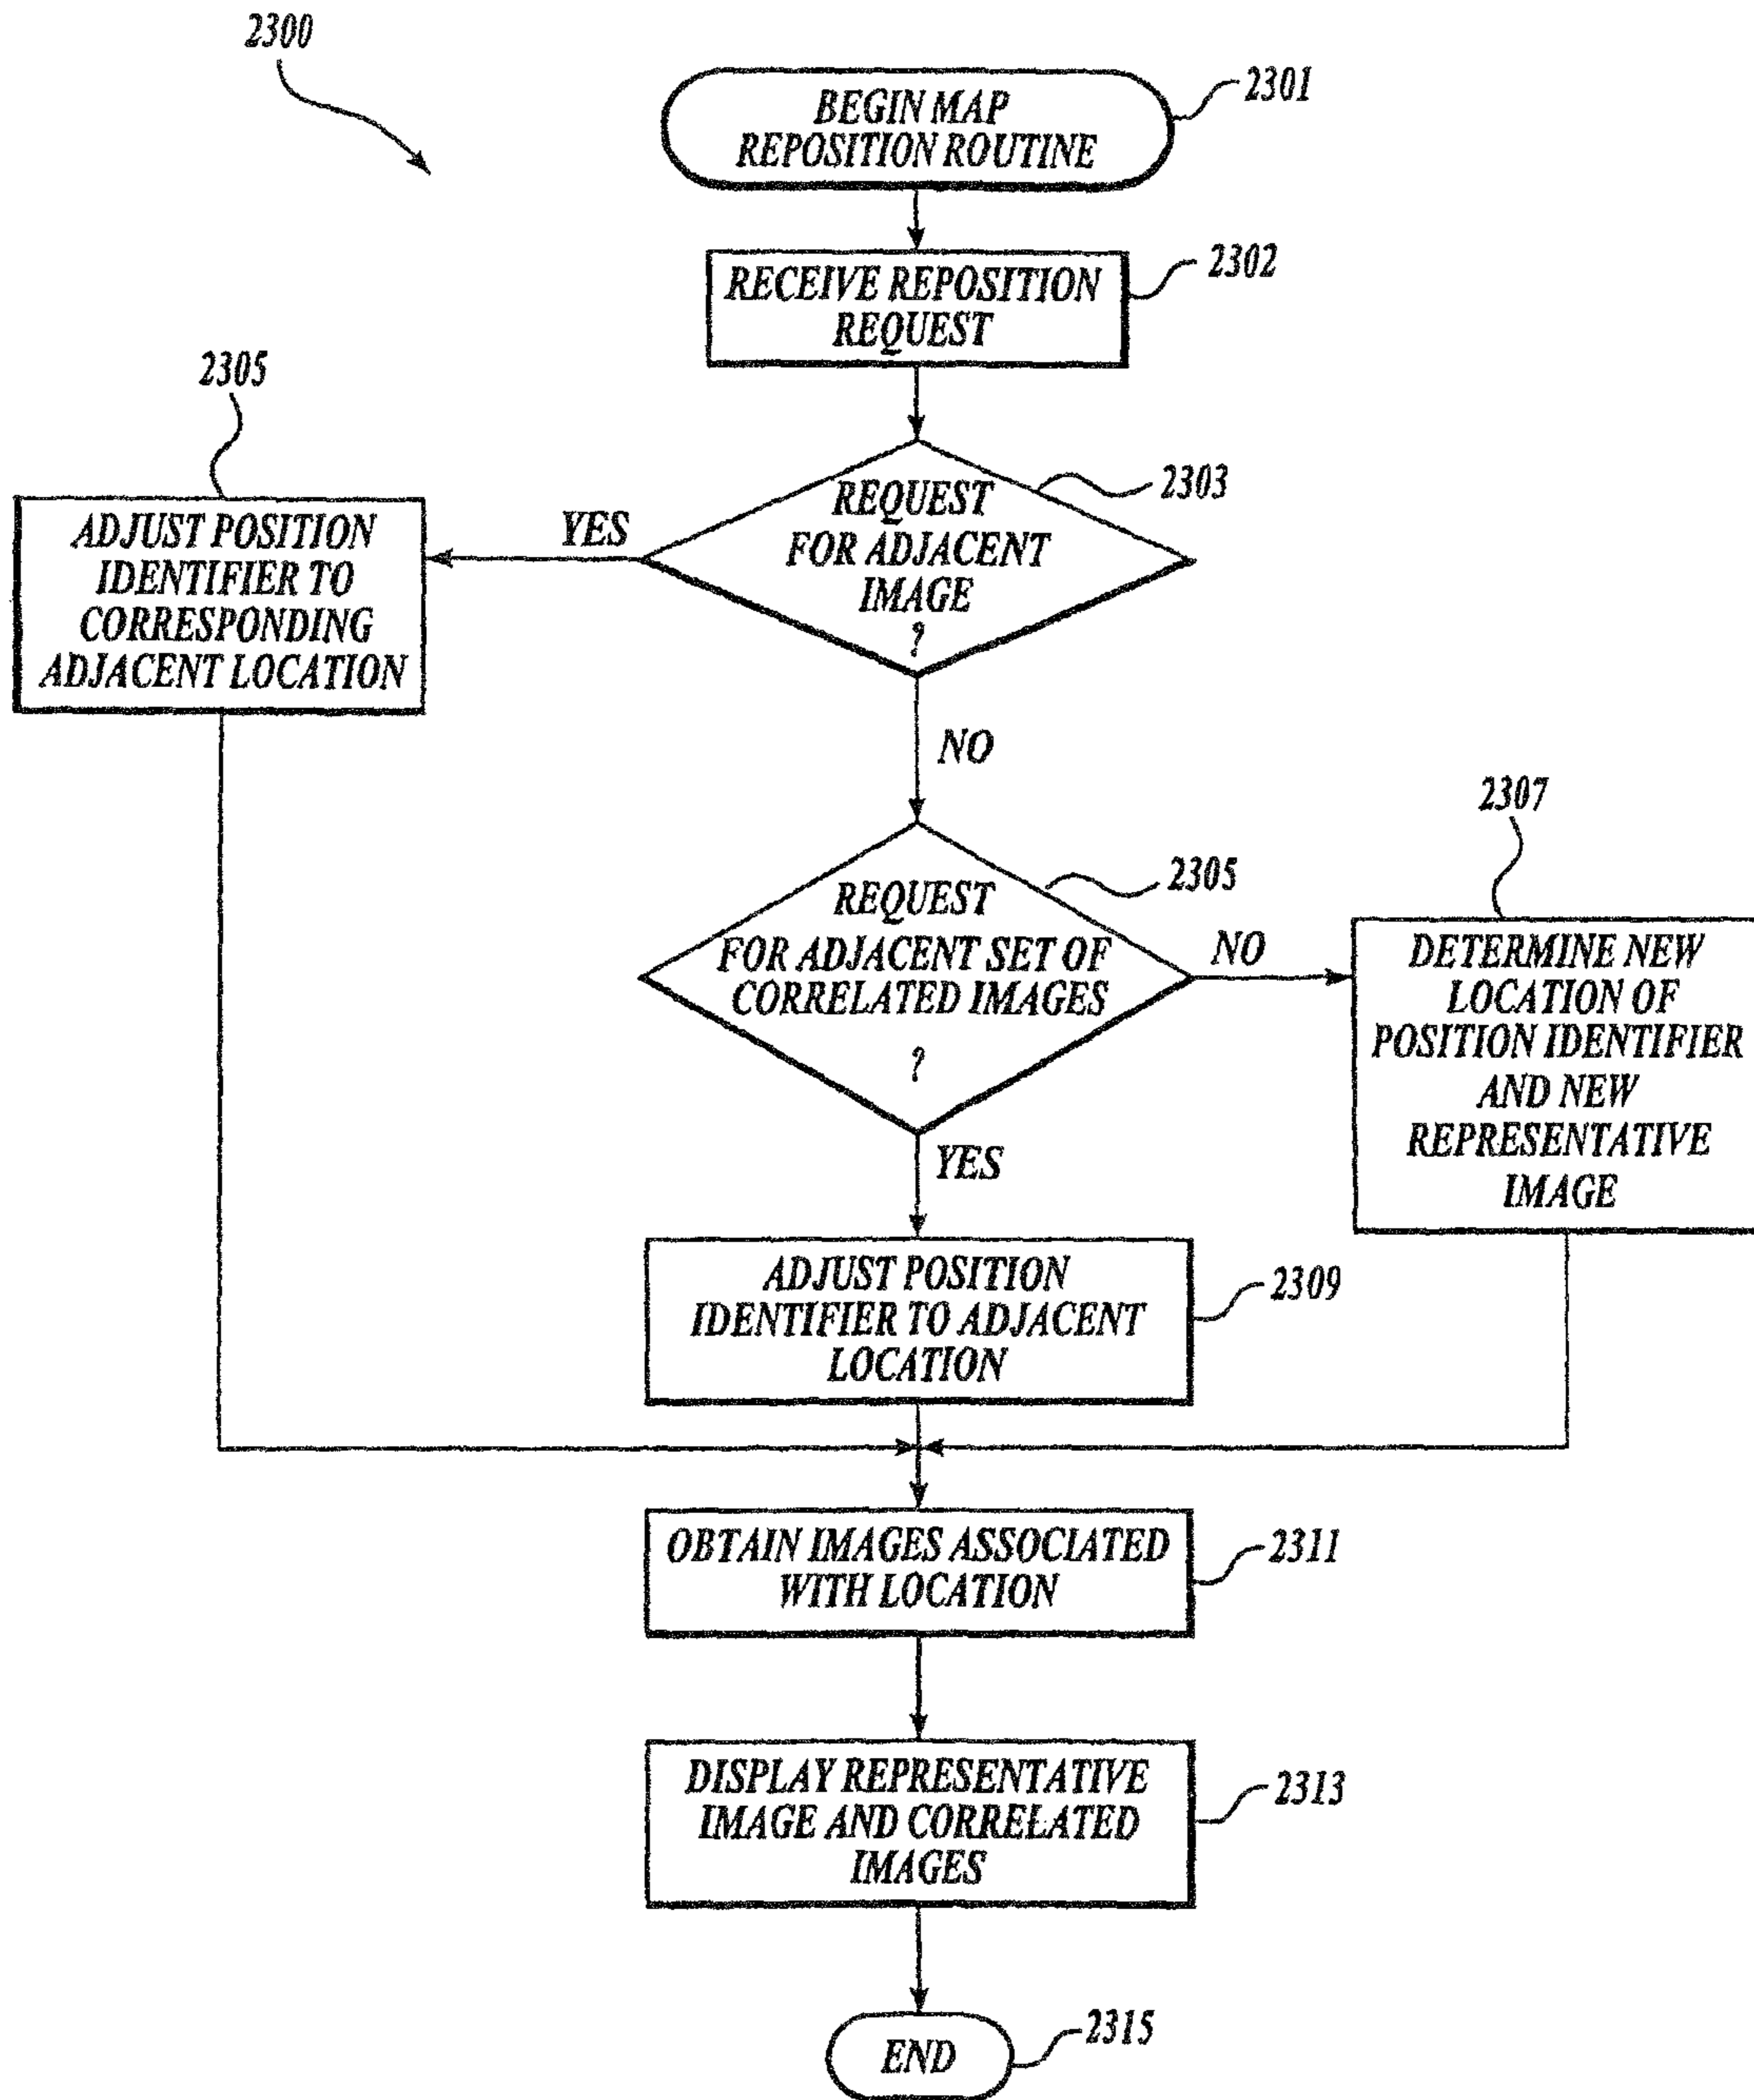 2300
BEGIN MAP
REPOSITION ROUTINE
2301
RECEIVE REPOSITION
REQUEST
2302
2305
ADJUST POSITION
IDENTIFIER TO
CORRESPONDING
ADJACENT LOCATION
YES
REQUEST
FOR ADJACENT
IMAGE
?
2303
NO
REQUEST
FOR ADJACENT SET OF
CORRELATED IMAGES
?
2305
NO
2307
DETERMINE NEW
LOCATION OF
POSITION IDENTIFIER
AND NEW
REPRESENTATIVE
IMAGE
YES
ADJUST POSITION
IDENTIFIER TO ADJACENT
LOCATION
2309
OBTAIN IMAGES ASSOCIATED
WITH LOCATION
2311
DISPLAY REPRESENTATIVE
IMAGE AND CORRELATED
IMAGES
2313
END
2315